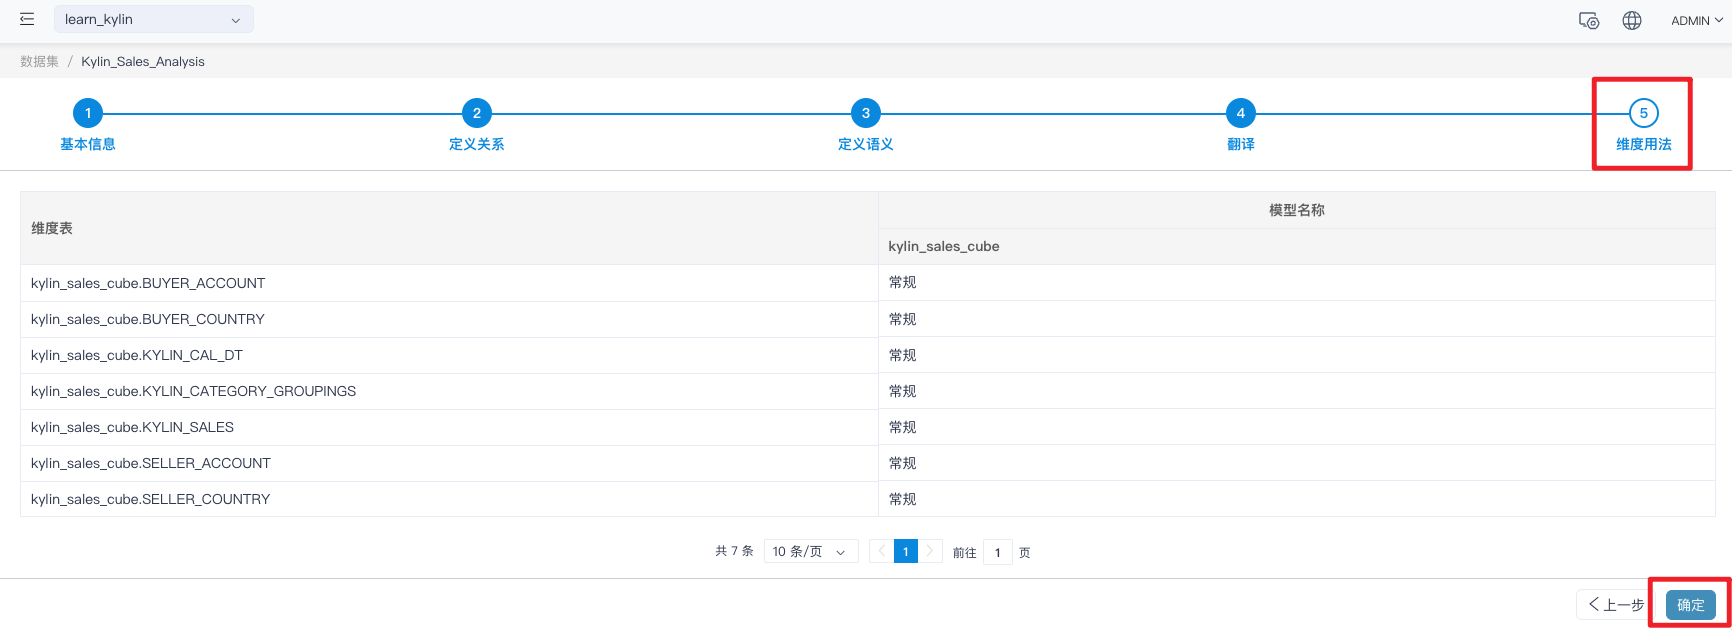 learn_kylin
ADMIN
数据集 / Kylin_Sales_Analysis
1 2 3 4 5
基本信息 定义关系 定义语义 翻译 维度用法
维度表 模型名称
kylin_sales_cube
kylin_sales_cube.BUYER_ACCOUNT 常规
kylin_sales_cube.BUYER_COUNTRY 常规
kylin_sales_cube.KYLIN_CAL_DT 常规
kylin_sales_cube.KYLIN_CATEGORY_GROUPINGS 常规
kylin_sales_cube.KYLIN_SALES 常规
kylin_sales_cube.SELLER_ACCOUNT 常规
kylin_sales_cube.SELLER_COUNTRY 常规
共 7 条 10 条/页 1 前往 1 页
上一步 确定